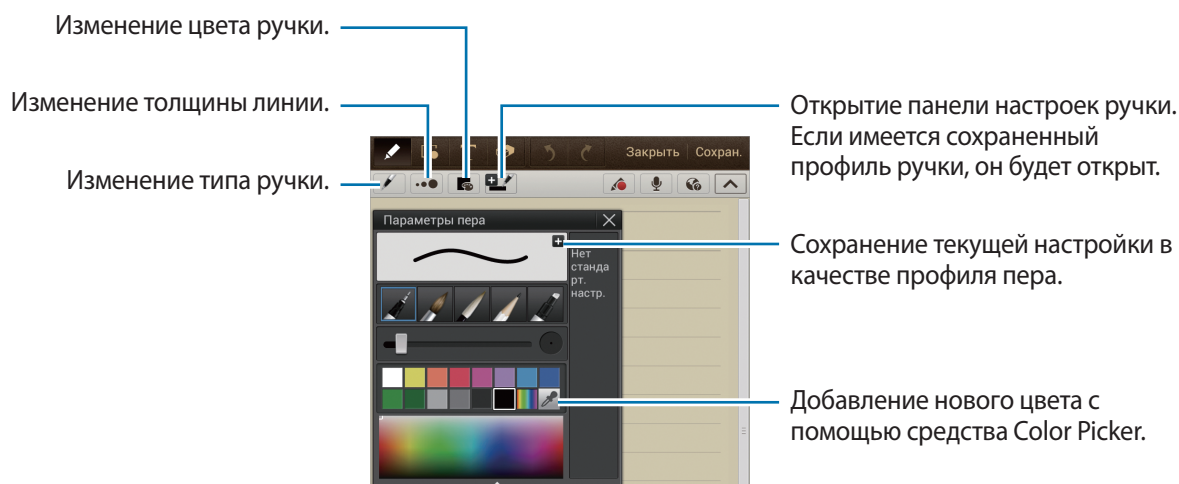 Изменение цвета ручки.
Изменение толщины линии.
Изменение типа ручки.
Открытие панели настроек ручки.
Если имеется сохраненный
профиль ручки, он будет открыт.
Сохранение текущей настройки в
качестве профиля пера.
Добавление нового цвета с
помощью средства Color Picker.
Закрыть Сохран.
Параметры пера
Нет
станда
рт.
настр.